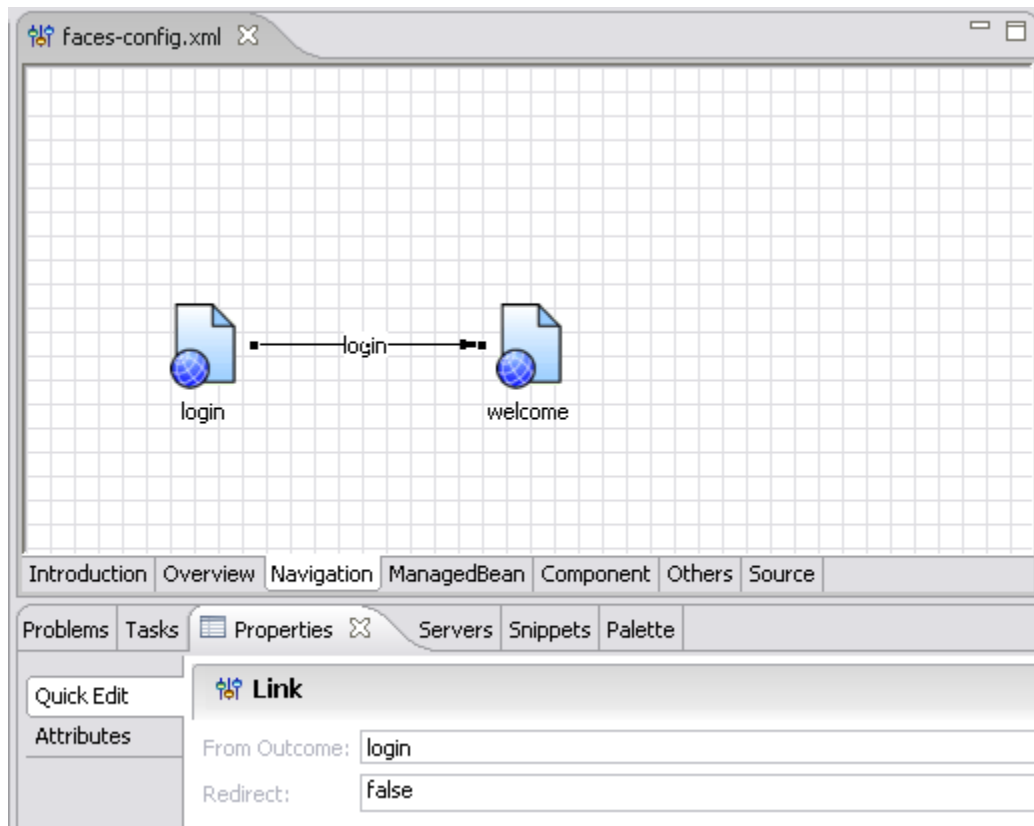 faces-config.xml
login
login
welcome
Introduction Overview Navigation ManagedBean Component Others Source
Problems Tasks Properties Servers Snippets Palette
Quick Edit
Link
Attributes
From Outcome: login
Redirect: false